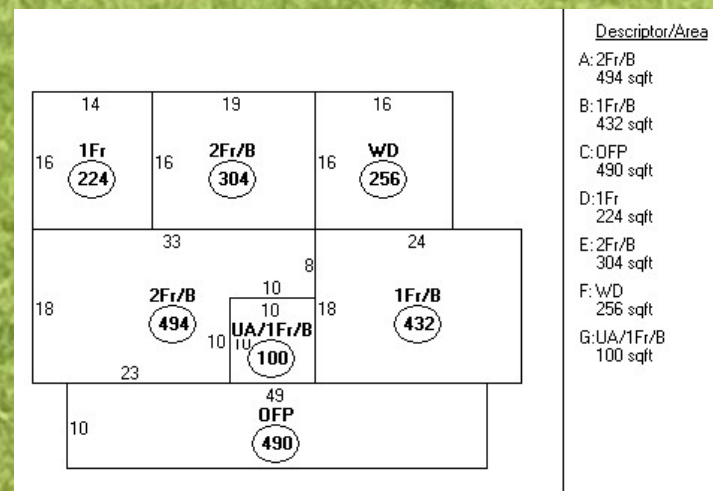 14
19
16
1Fr
2Fr/B
WD
16
16
16
224
304
256
33
24
8
10
2Fr/B
10
1Fr/B
18
18
UA/1Fr/B
494
432
10
10
100
23
49
OFP
10
490
Descriptor/Area
A:2Fr/B
494 sqft
B:1Fr/B
432 sqft
C:OFP
490 sqft
D:1Fr
224 sqft
E:2Fr/B
304 sqft
F:WD
256 sqft
G:UA/1Fr/B
100 sqft